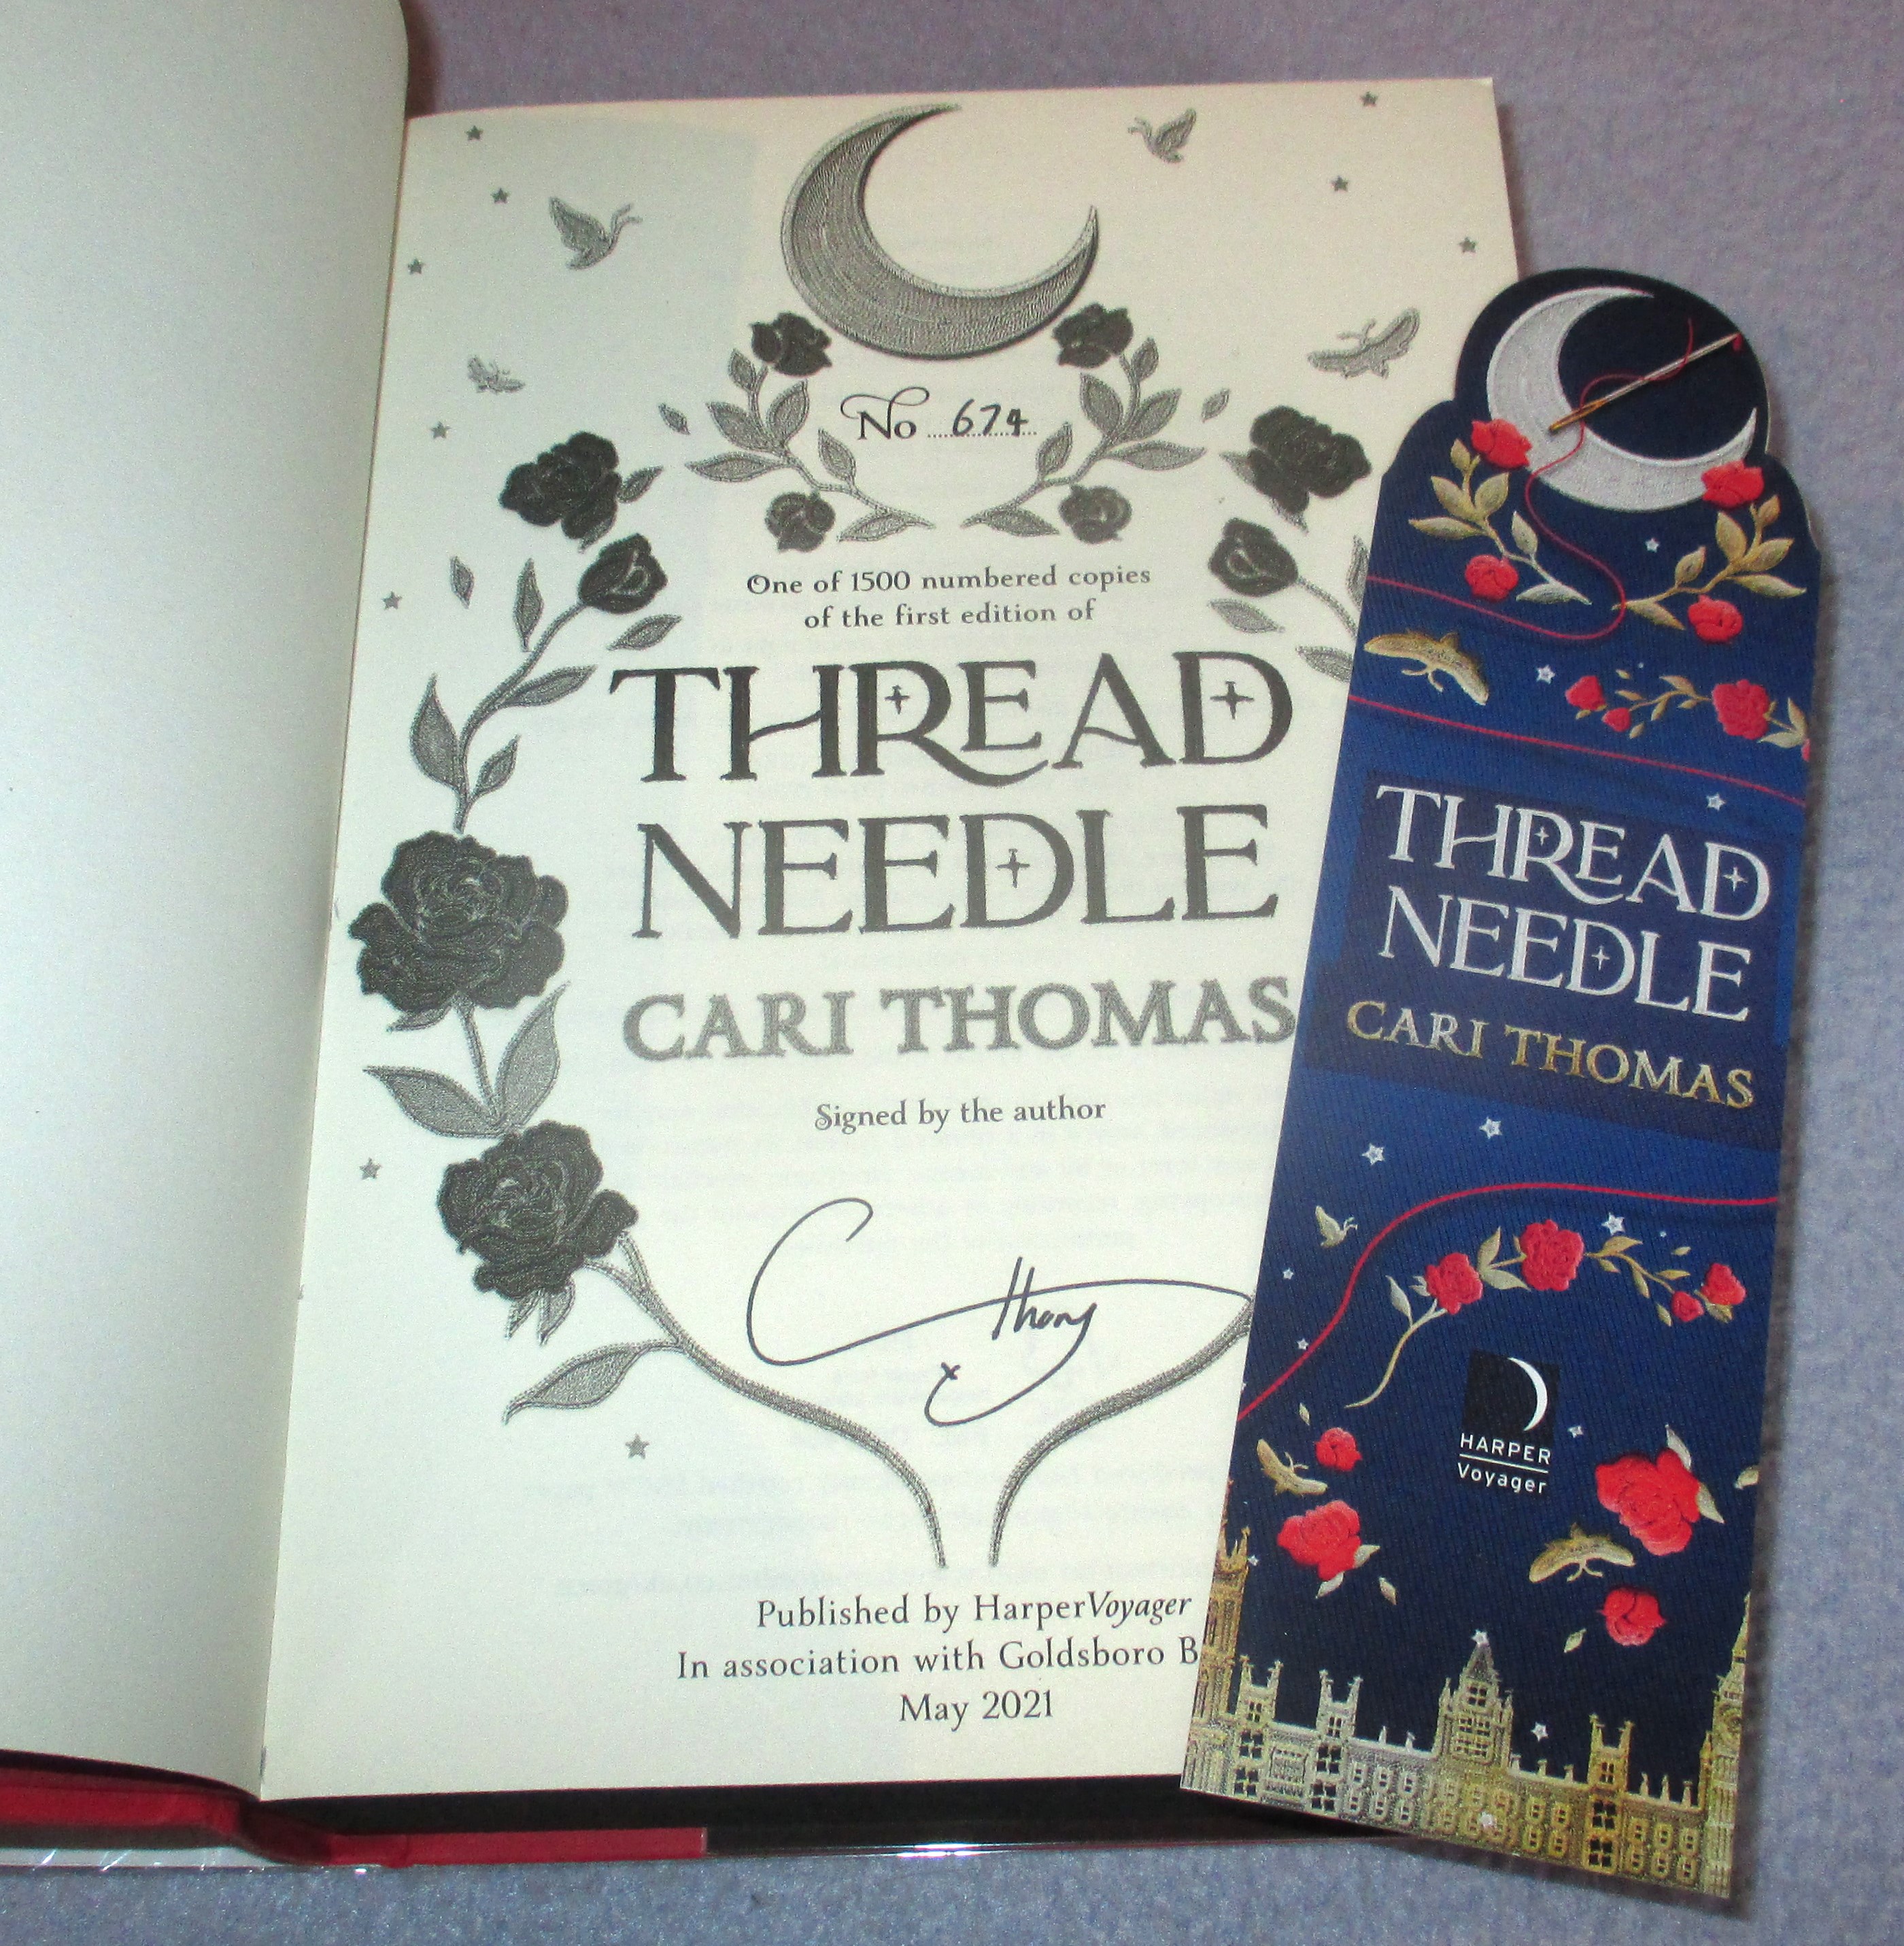 No 674
One of 1500 numbered copies
of the first edition of
THREAD
NEEDLE
CARI THOMAS
Signed by the author
C Thomas
x
Published by HarperVoyager
In association with Goldsboro B
May 2021
THREAD
NEEDLE
CARI THOMAS
HARPER
Voyager